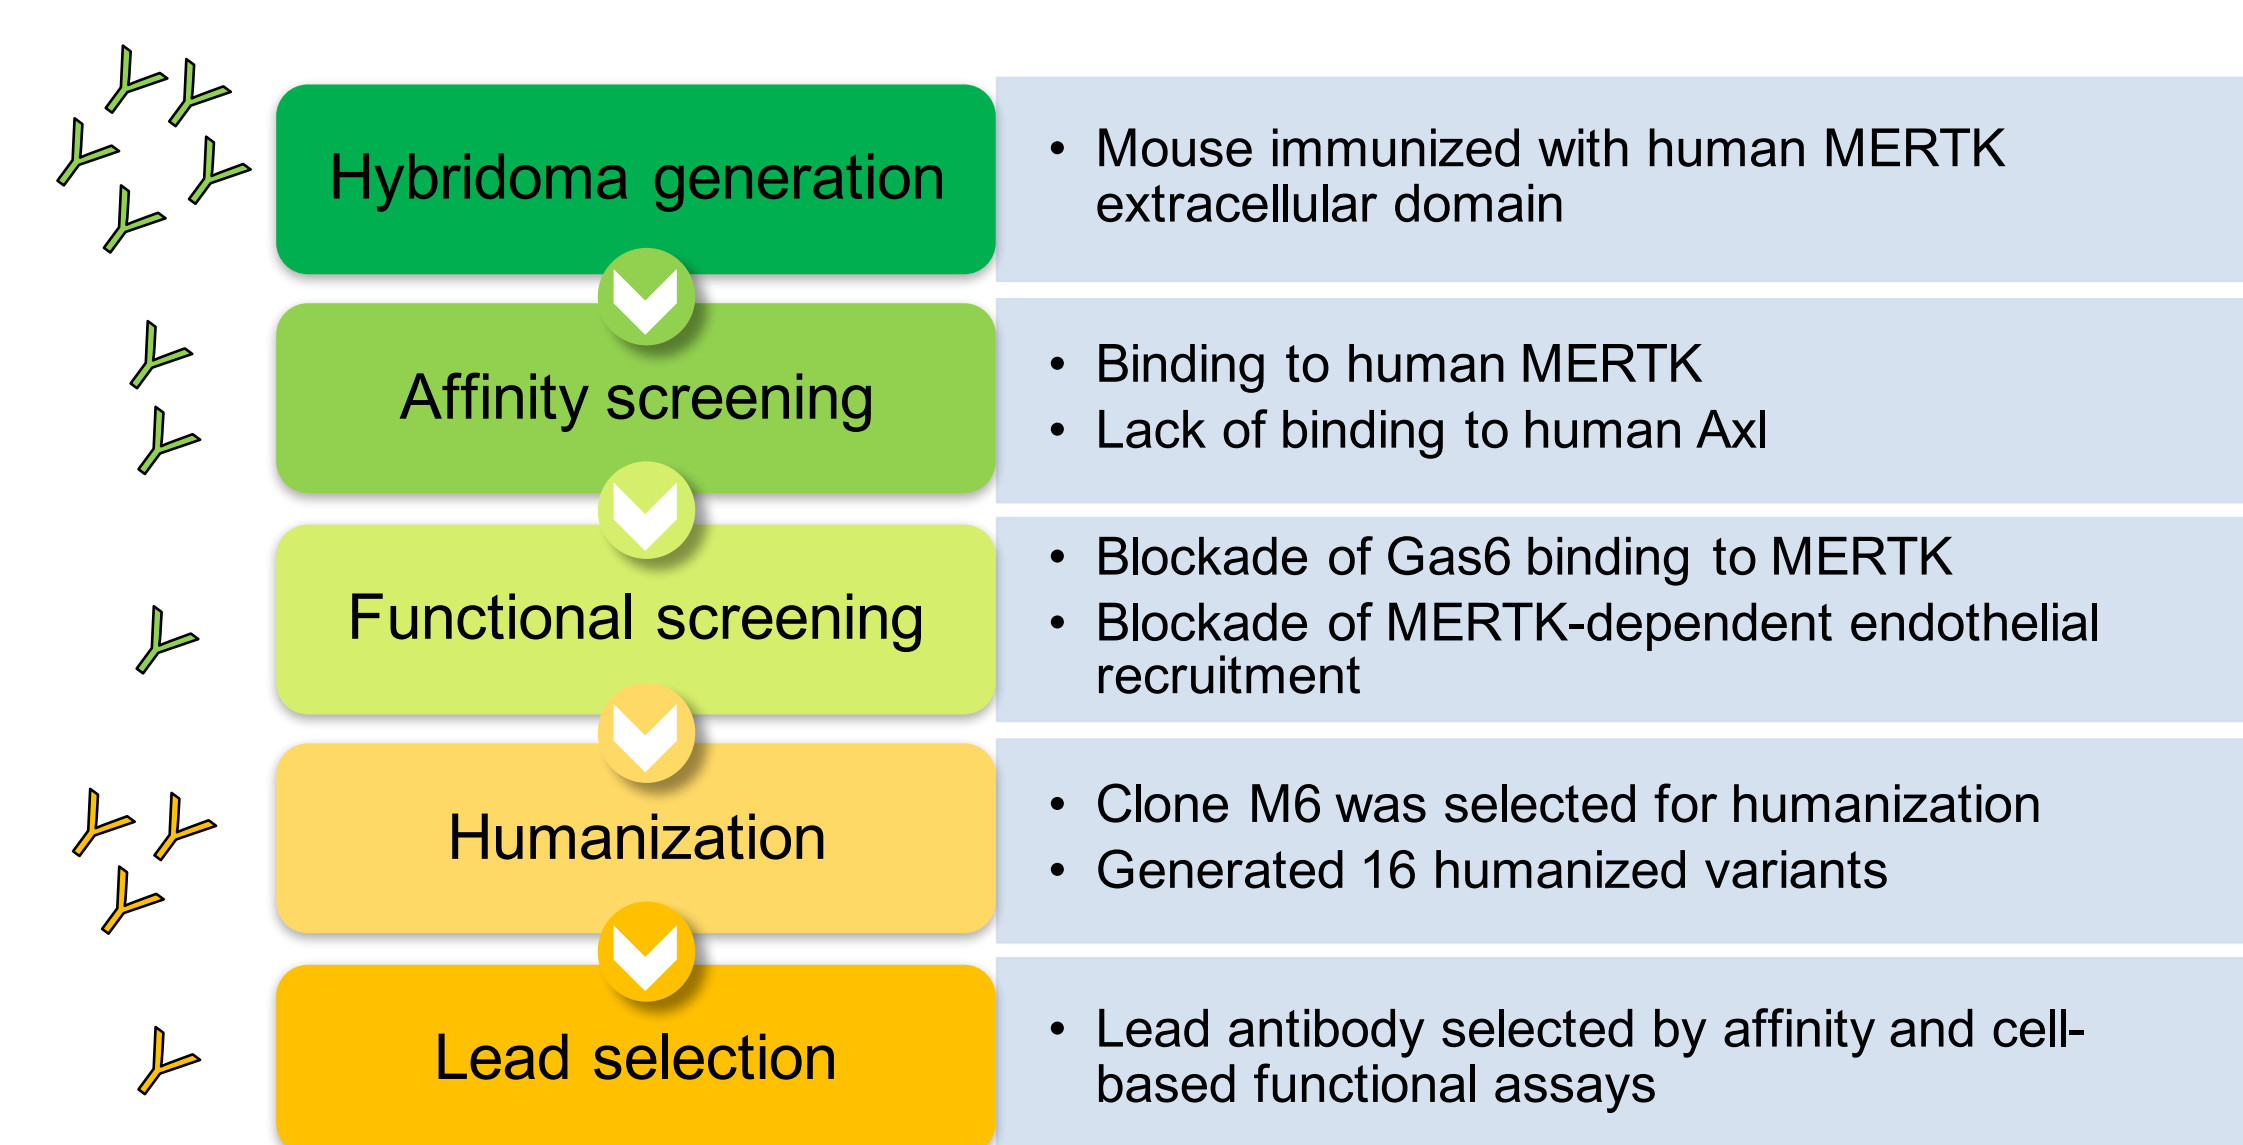 Hybridoma generation
• Mouse immunized with human MERTK
extracellular domain
Affinity screening
• Binding to human MERTK
• Lack of binding to human Axl
Functional screening
• Blockade of Gas6 binding to MERTK
• Blockade of MERTK-dependent endothelial
recruitment
Humanization
• Clone M6 was selected for humanization
• Generated 16 humanized variants
Lead selection
• Lead antibody selected by affinity and cell-
based functional assays